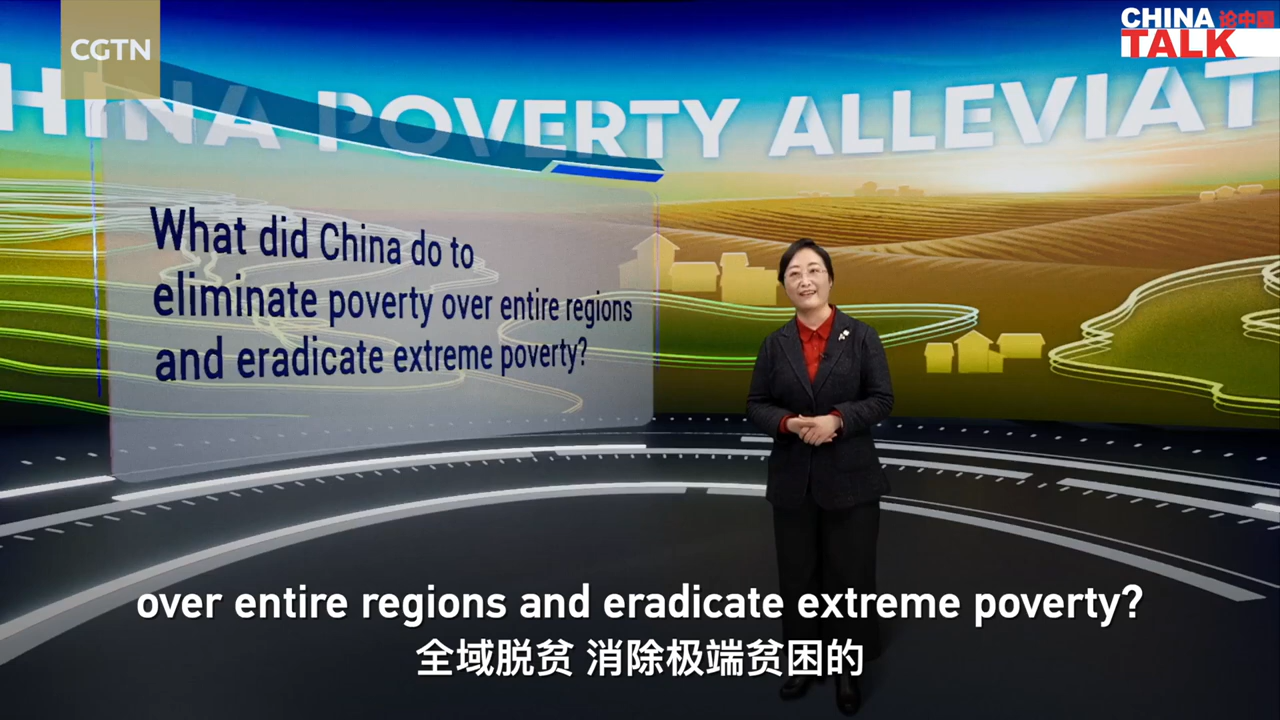 CGTN
CHINA 论中国
TALK
CHINA POVERTY ALLEVIAT
What did China do to
eliminate poverty over entire regions
and eradicate extreme poverty?
over entire regions and eradicate extreme poverty?
全域脱贫 消除极端贫困的